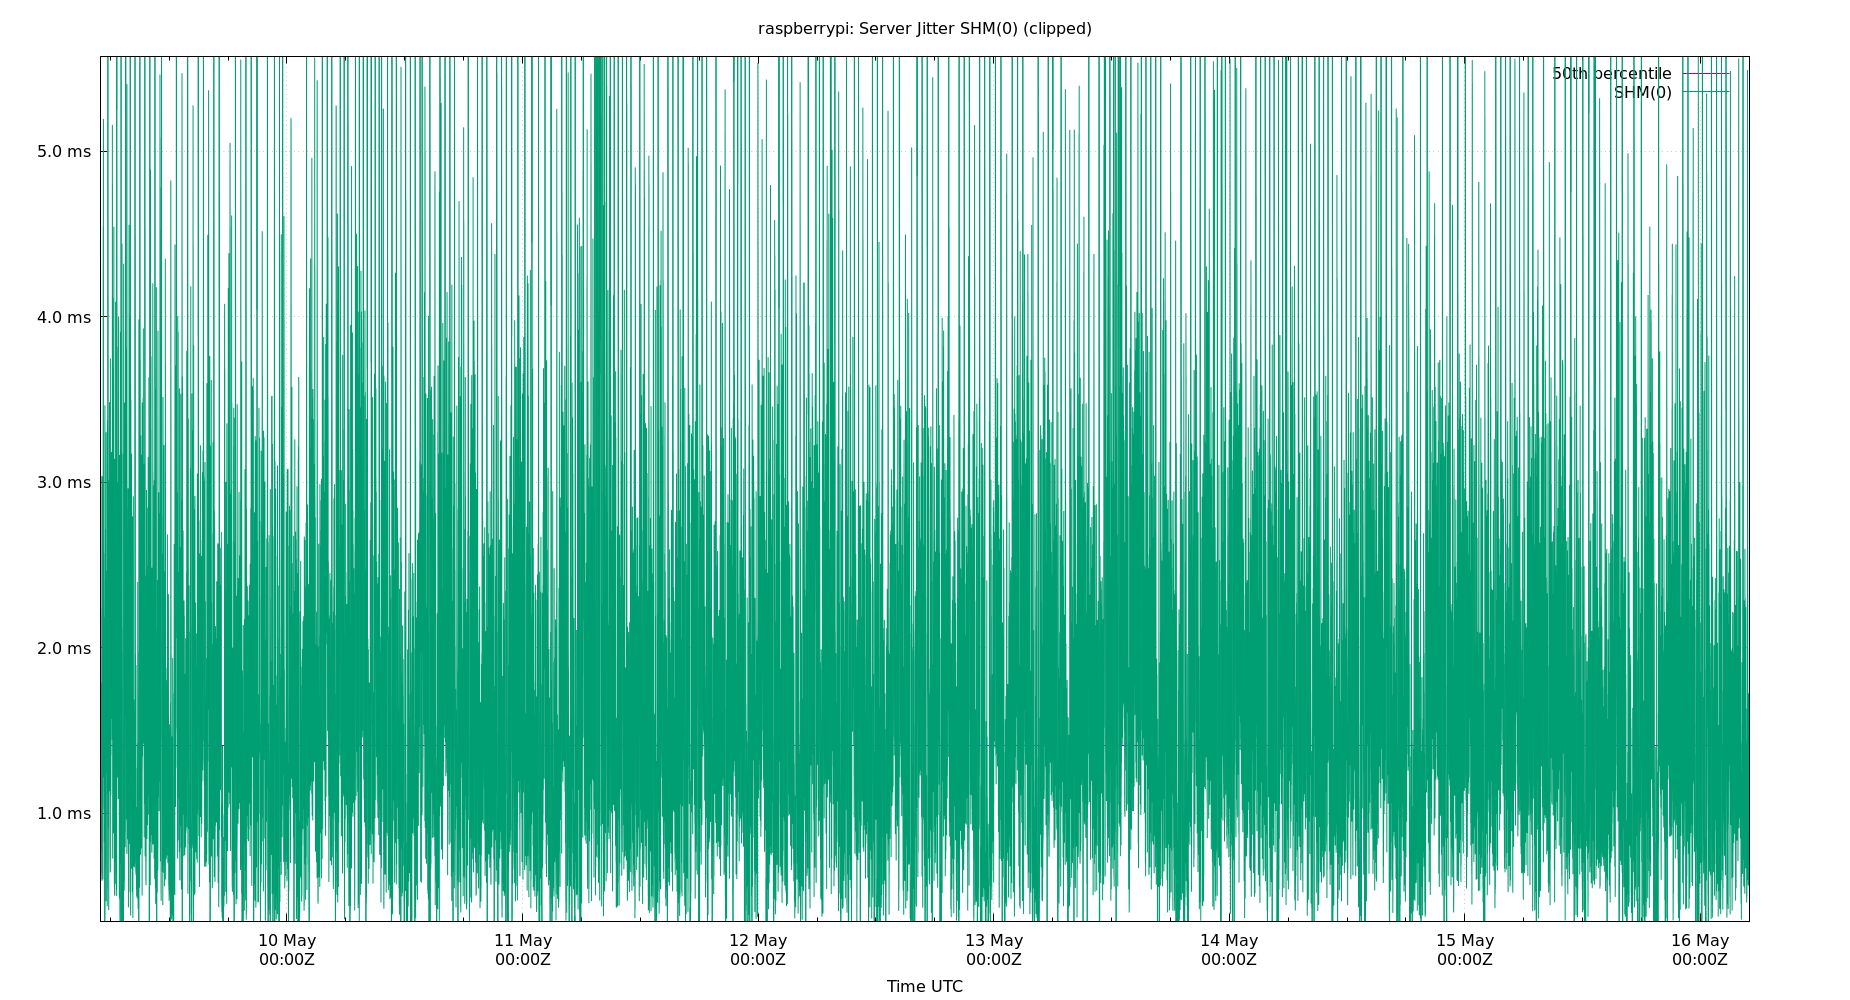 raspberrypi: Server Jitter SHM(0) (clipped)
50th percentile
SHM(0)
5.0 ms
4.0 ms
3.0 ms
2.0 ms
1.0 ms
10 May 11 May 12 May 13 May 14 May 15 May 16 May
00:00Z 00:00Z 00:00Z 00:00Z 00:00Z 00:00Z 00:00Z
Time UTC